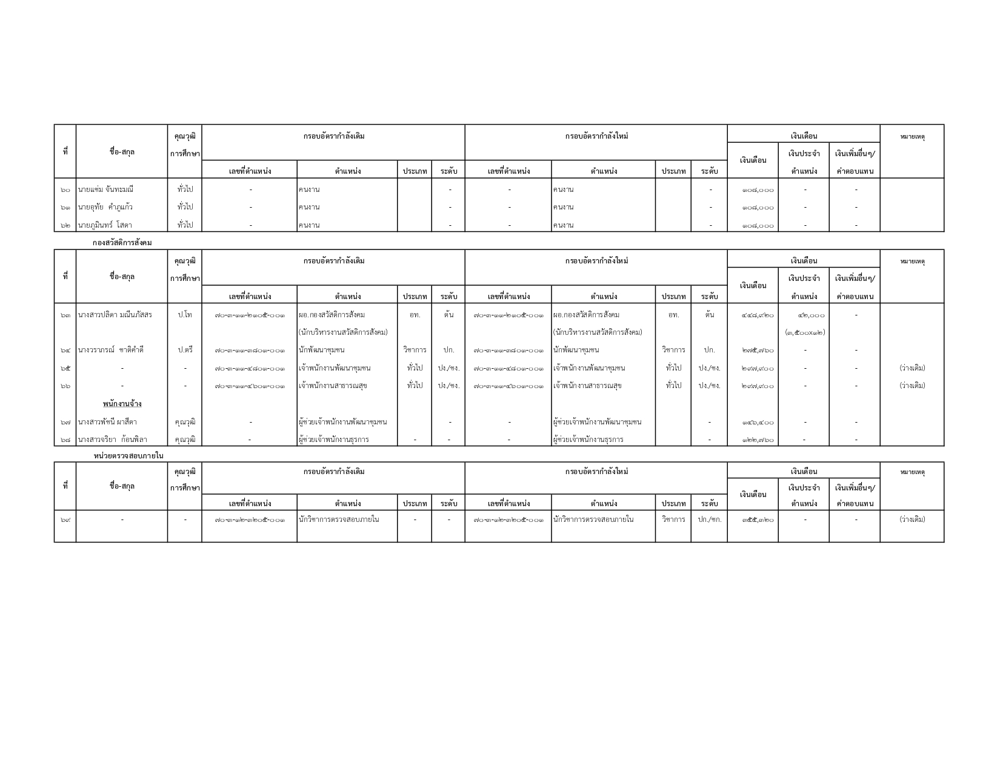 ที่ ชื่อ-สกุล คุณวุฒิ การศึกษา กรอบอัตรากำลังเดิม กรอบอัตรากำลังใหม่ เงินเดือน หมายเหตุ
เงินเดือน เงินประจำ ตำแหน่ง เงินเพิ่มอื่นๆ/ ค่าตอบแทน
เลขที่ตำแหน่ง ตำแหน่ง ประเภท ระดับ เลขที่ตำแหน่ง ตำแหน่ง ประเภท ระดับ
๖๐ นายแช่ม จันทะมณี ทั่วไป - คนงาน - - คนงาน - ๑๐๘,๐๐๐ - -
๖๑ นายอุทัย คำภูแก้ว ทั่วไป - คนงาน - - คนงาน - ๑๐๘,๐๐๐ - -
๖๒ นายภูมินทร์ โสดา ทั่วไป - คนงาน - - คนงาน - ๑๐๘,๐๐๐ - -
กองสวัสดิการสังคม
ที่ ชื่อ-สกุล คุณวุฒิ การศึกษา กรอบอัตรากำลังเดิม กรอบอัตรากำลังใหม่ เงินเดือน หมายเหตุ
เงินเดือน เงินประจำ ตำแหน่ง เงินเพิ่มอื่นๆ/ ค่าตอบแทน
เลขที่ตำแหน่ง ตำแหน่ง ประเภท ระดับ เลขที่ตำแหน่ง ตำแหน่ง ประเภท ระดับ
๖๓ นางสาวปลิดา มณีนภัสสร ป.โท ๗๐-๓-๑๑-๒๑๐๕-๐๐๑ ผอ.กองสวัสดิการสังคม อท. ต้น ๗๐-๓-๑๑-๒๑๐๕-๐๐๑ ผอ.กองสวัสดิการสังคม อท. ต้น ๔๔๘,๙๒๐ ๔๒,๐๐๐ -
(นักบริหารงานสวัสดิการสังคม) (นักบริหารงานสวัสดิการสังคม) (๓,๕๐๐x๑๒)
๖๔ นางวราภรณ์ ชาติคำดี ป.ตรี ๗๐-๓-๑๑-๓๘๐๑-๐๐๑ นักพัฒนาชุมชน วิชาการ ปก. ๗๐-๓-๑๑-๓๘๐๑-๐๐๑ นักพัฒนาชุมชน วิชาการ ปก. ๒๗๕,๗๖๐ - -
๖๕ - - ๗๐-๓-๑๑-๔๘๐๑-๐๐๑ เจ้าพนักงานพัฒนาชุมชน ทั่วไป ปง./ชง. ๗๐-๓-๑๑-๔๘๐๑-๐๐๑ เจ้าพนักงานพัฒนาชุมชน ทั่วไป ปง./ชง. ๒๙๗,๙๐๐ - - (ว่างเดิม)
๖๖ - - ๗๐-๓-๑๑-๔๖๐๑-๐๐๑ เจ้าพนักงานสาธารณสุข ทั่วไป ปง./ชง. ๗๐-๓-๑๑-๔๖๐๑-๐๐๑ เจ้าพนักงานสาธารณสุข ทั่วไป ปง./ชง. ๒๙๗,๙๐๐ - - (ว่างเดิม)
พนักงานจ้าง
๖๗ นางสาวพัชนี ผาสีดา คุณวุฒิ - ผู้ช่วยเจ้าพนักงานพัฒนาชุมชน - - ผู้ช่วยเจ้าพนักงานพัฒนาชุมชน - ๑๔๖,๔๐๐ - -
๖๘ นางสาวจริยา ก้อนพิลา คุณวุฒิ - ผู้ช่วยเจ้าพนักงานธุรการ - - - ผู้ช่วยเจ้าพนักงานธุรการ - ๑๒๒,๗๖๐ - -
หน่วยตรวจสอบภายใน
ที่ ชื่อ-สกุล คุณวุฒิ การศึกษา กรอบอัตรากำลังเดิม กรอบอัตรากำลังใหม่ เงินเดือน หมายเหตุ
เงินเดือน เงินประจำ ตำแหน่ง เงินเพิ่มอื่นๆ/ ค่าตอบแทน
เลขที่ตำแหน่ง ตำแหน่ง ประเภท ระดับ เลขที่ตำแหน่ง ตำแหน่ง ประเภท ระดับ
๖๙ - - ๗๐-๓-๑๒-๓๒๐๕-๐๐๑ นักวิชาการตรวจสอบภายใน - - ๗๐-๓-๑๒-๓๒๐๕-๐๐๑ นักวิชาการตรวจสอบภายใน วิชาการ ปก./ชก. ๓๕๕,๓๒๐ - - (ว่างเดิม)